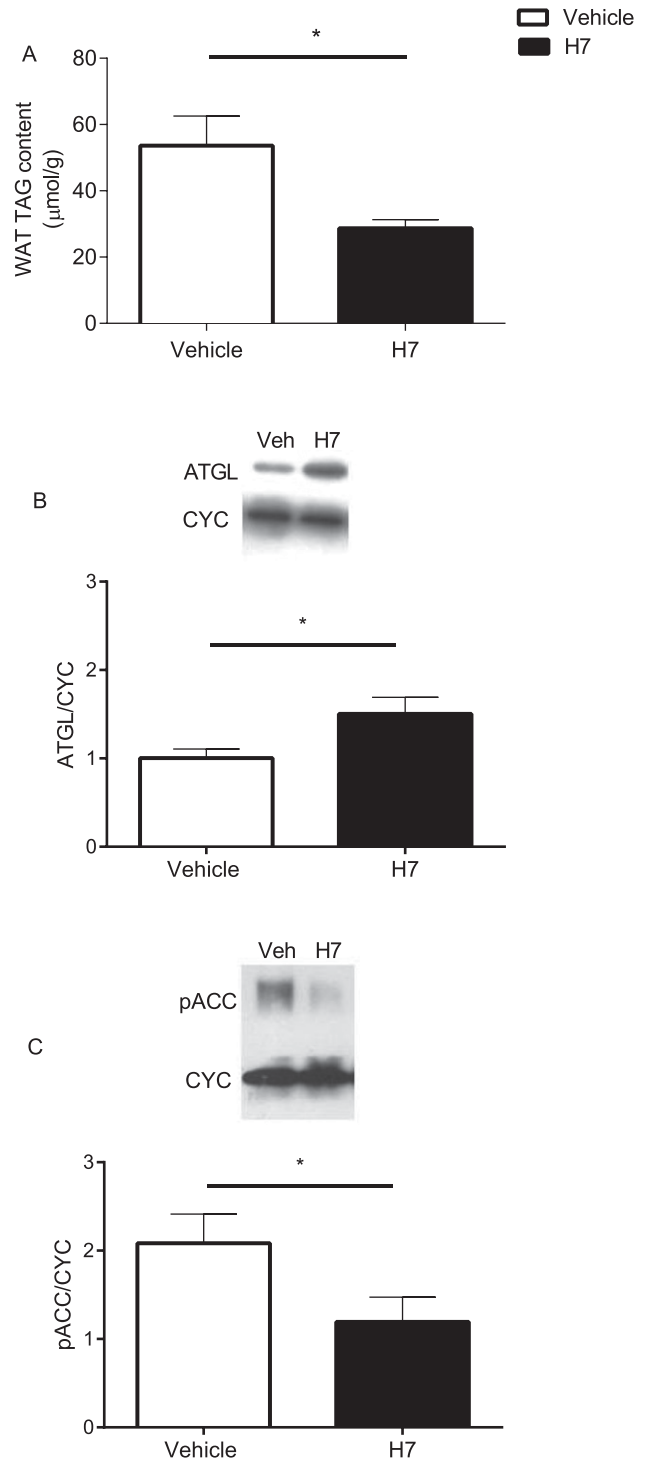 Vehicle
H7
A
*
80
60
40
20
0
WAT TAG content
(μmol/g)
Vehicle
H7
B
Veh H7
ATGL
CYC
3
2
1
0
*
ATGL/CYC
Vehicle
H7
C
Veh H7
pACC
CYC
3
2
1
0
*
pACC/CYC
Vehicle
H7